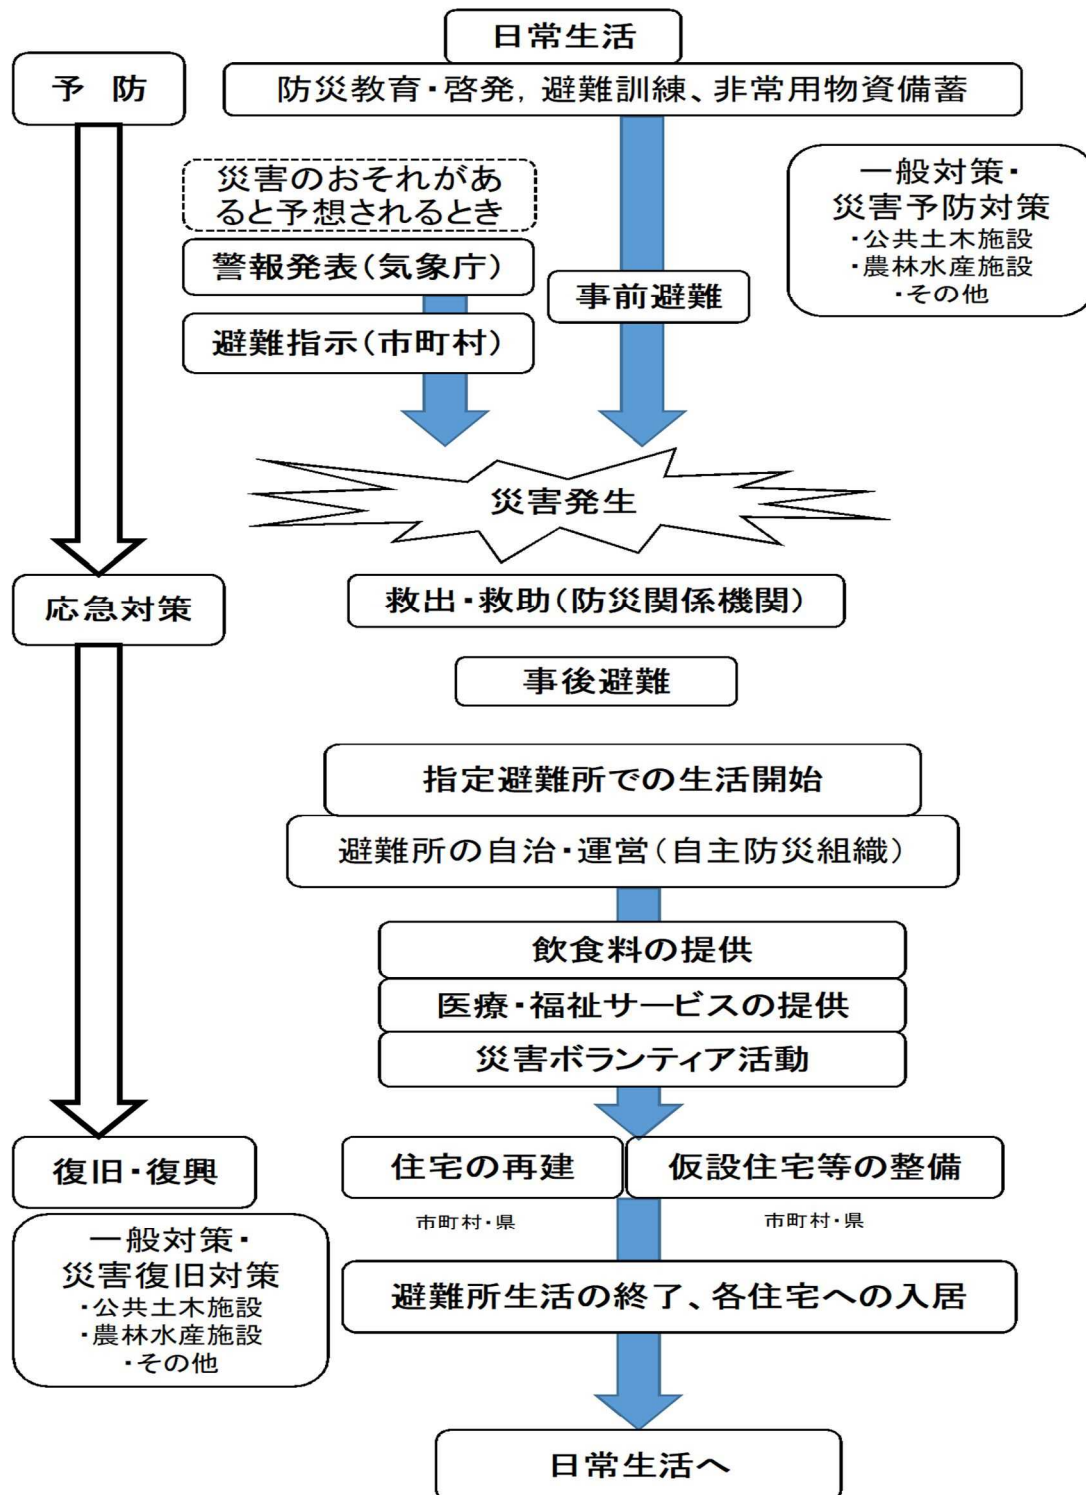 日常生活
予 防
防災教育・啓発，避難訓練、非常用物資備蓄
災害のおそれがあ
ると予想されるとき
一般対策・
災害予防対策
・公共土木施設
・農林水産施設
・その他
警報発表（気象庁）
事前避難
避難指示（市町村）
災害発生
応急対策
救出・救助（防災関係機関）
事後避難
指定避難所での生活開始
避難所の自治・運営（自主防災組織）
飲食料の提供
医療・福祉サービスの提供
災害ボランティア活動
復旧・復興
住宅の再建
仮設住宅等の整備
市町村・県
市町村・県
一般対策・
災害復旧対策
・公共土木施設
・農林水産施設
・その他
避難所生活の終了、各住宅への入居
日常生活へ